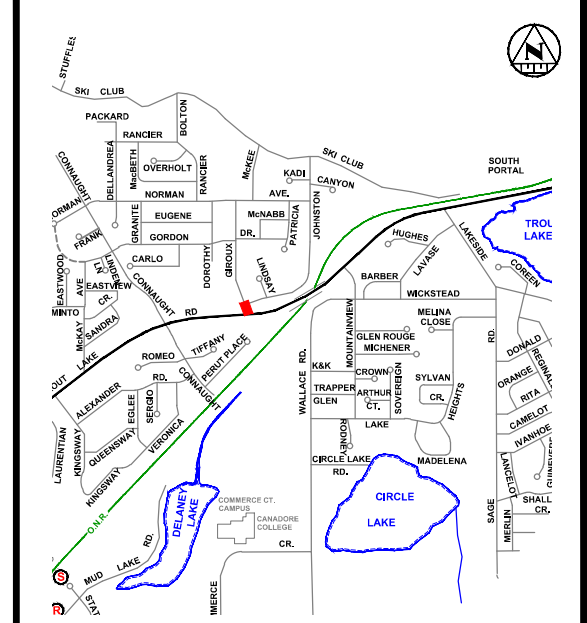 N
STUFFLES
SKI CLUB
PACKARD
BOLTON
RANCIER
CONNAUGHT
DELLANDREA
MacBETH
OVERHOLT
RANCIER
McKEE
SKI CLUB
SOUTH
PORTAL
KADI
CANYON
NORMAN
AVE.
ORMAN
EUGENE
McNABB
JOHNSTON
GRANITE
FRANK
GORDON
DR.
PATRICIA
TROU
LAKE
HUGHES
LAKESIDE
LAVASE
COREEN
EASTWOOD
AVE
LINDEN
LN
CARLO
DOROTHY
GIROUX
LINDSAY
BARBER
EASTVIEW
CONNAUGHT
WICKSTEAD
MINTO
CR.
SANDRA
McKAY
RD
MELINA
CLOSE
RD.
MOUNTAINVIEW
GLEN ROUGE
MICHENER
DONALD
REGINAL
OUT
LAKE
ROMEO
TIFFANY
PERUT PLACE
WALLACE RD.
K&K
CROWN
SOVEREIGN
SYLVAN
CR.
HEIGHTS
ORANGE
RITA
ALEXANDER
RD.
CONNAUGHT
TRAPPER
GLEN
ARTHUR
CT.
CAMELOT
IVANHOE
EGLEE
SERGIO
LAURENTIAN
KINGSWAY
QUEENSWAY
VERONICA
RODNEY
LAKE
MADELENA
LANCELOT
CIRCLE LAKE
RD.
KINGSWAY
CIRCLE
LAKE
SHALL
CR.
SAGE
MERLIN
DELANEY
LAKE
COMMERCE CT.
CAMPUS
CANADORE
COLLEGE
O.N.R.
CR.
MUD LAKE RD.
S
STAT
R
MERCE